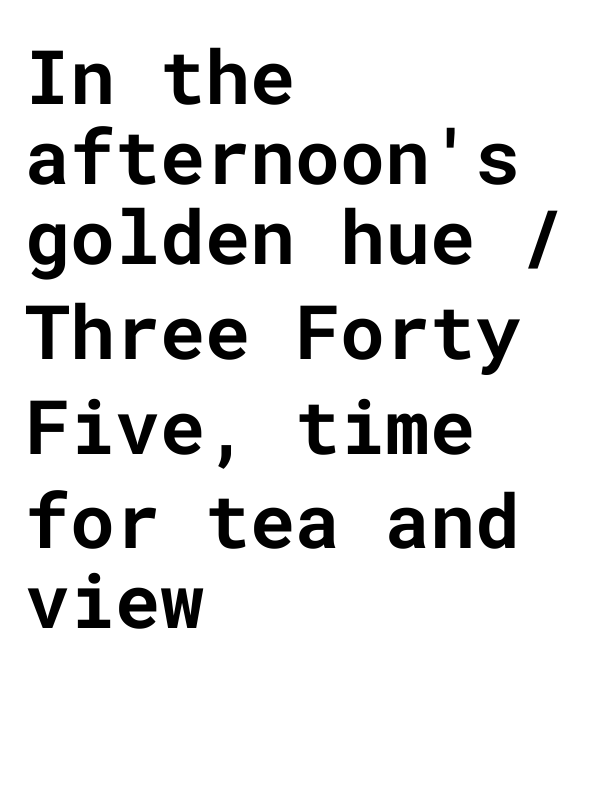 In the
afternoon's
golden hue /
Three Forty
Five, time
for tea and
view